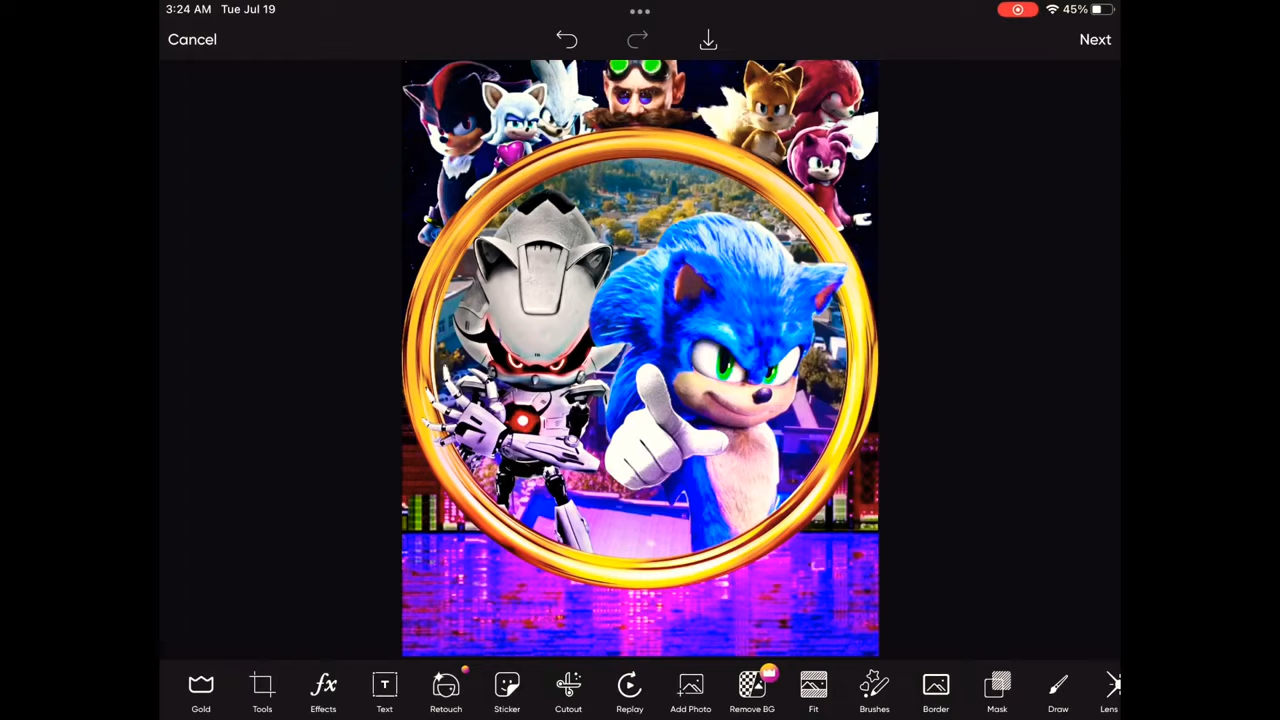 3:24 AM Tue Jul 19
45%
Cancel
Next
Gold
Tools
Effects
Text
Retouch
Sticker
Cutout
Replay
Add Photo
Remove BG
Fit
Brushes
Border
Mask
Draw
Lens